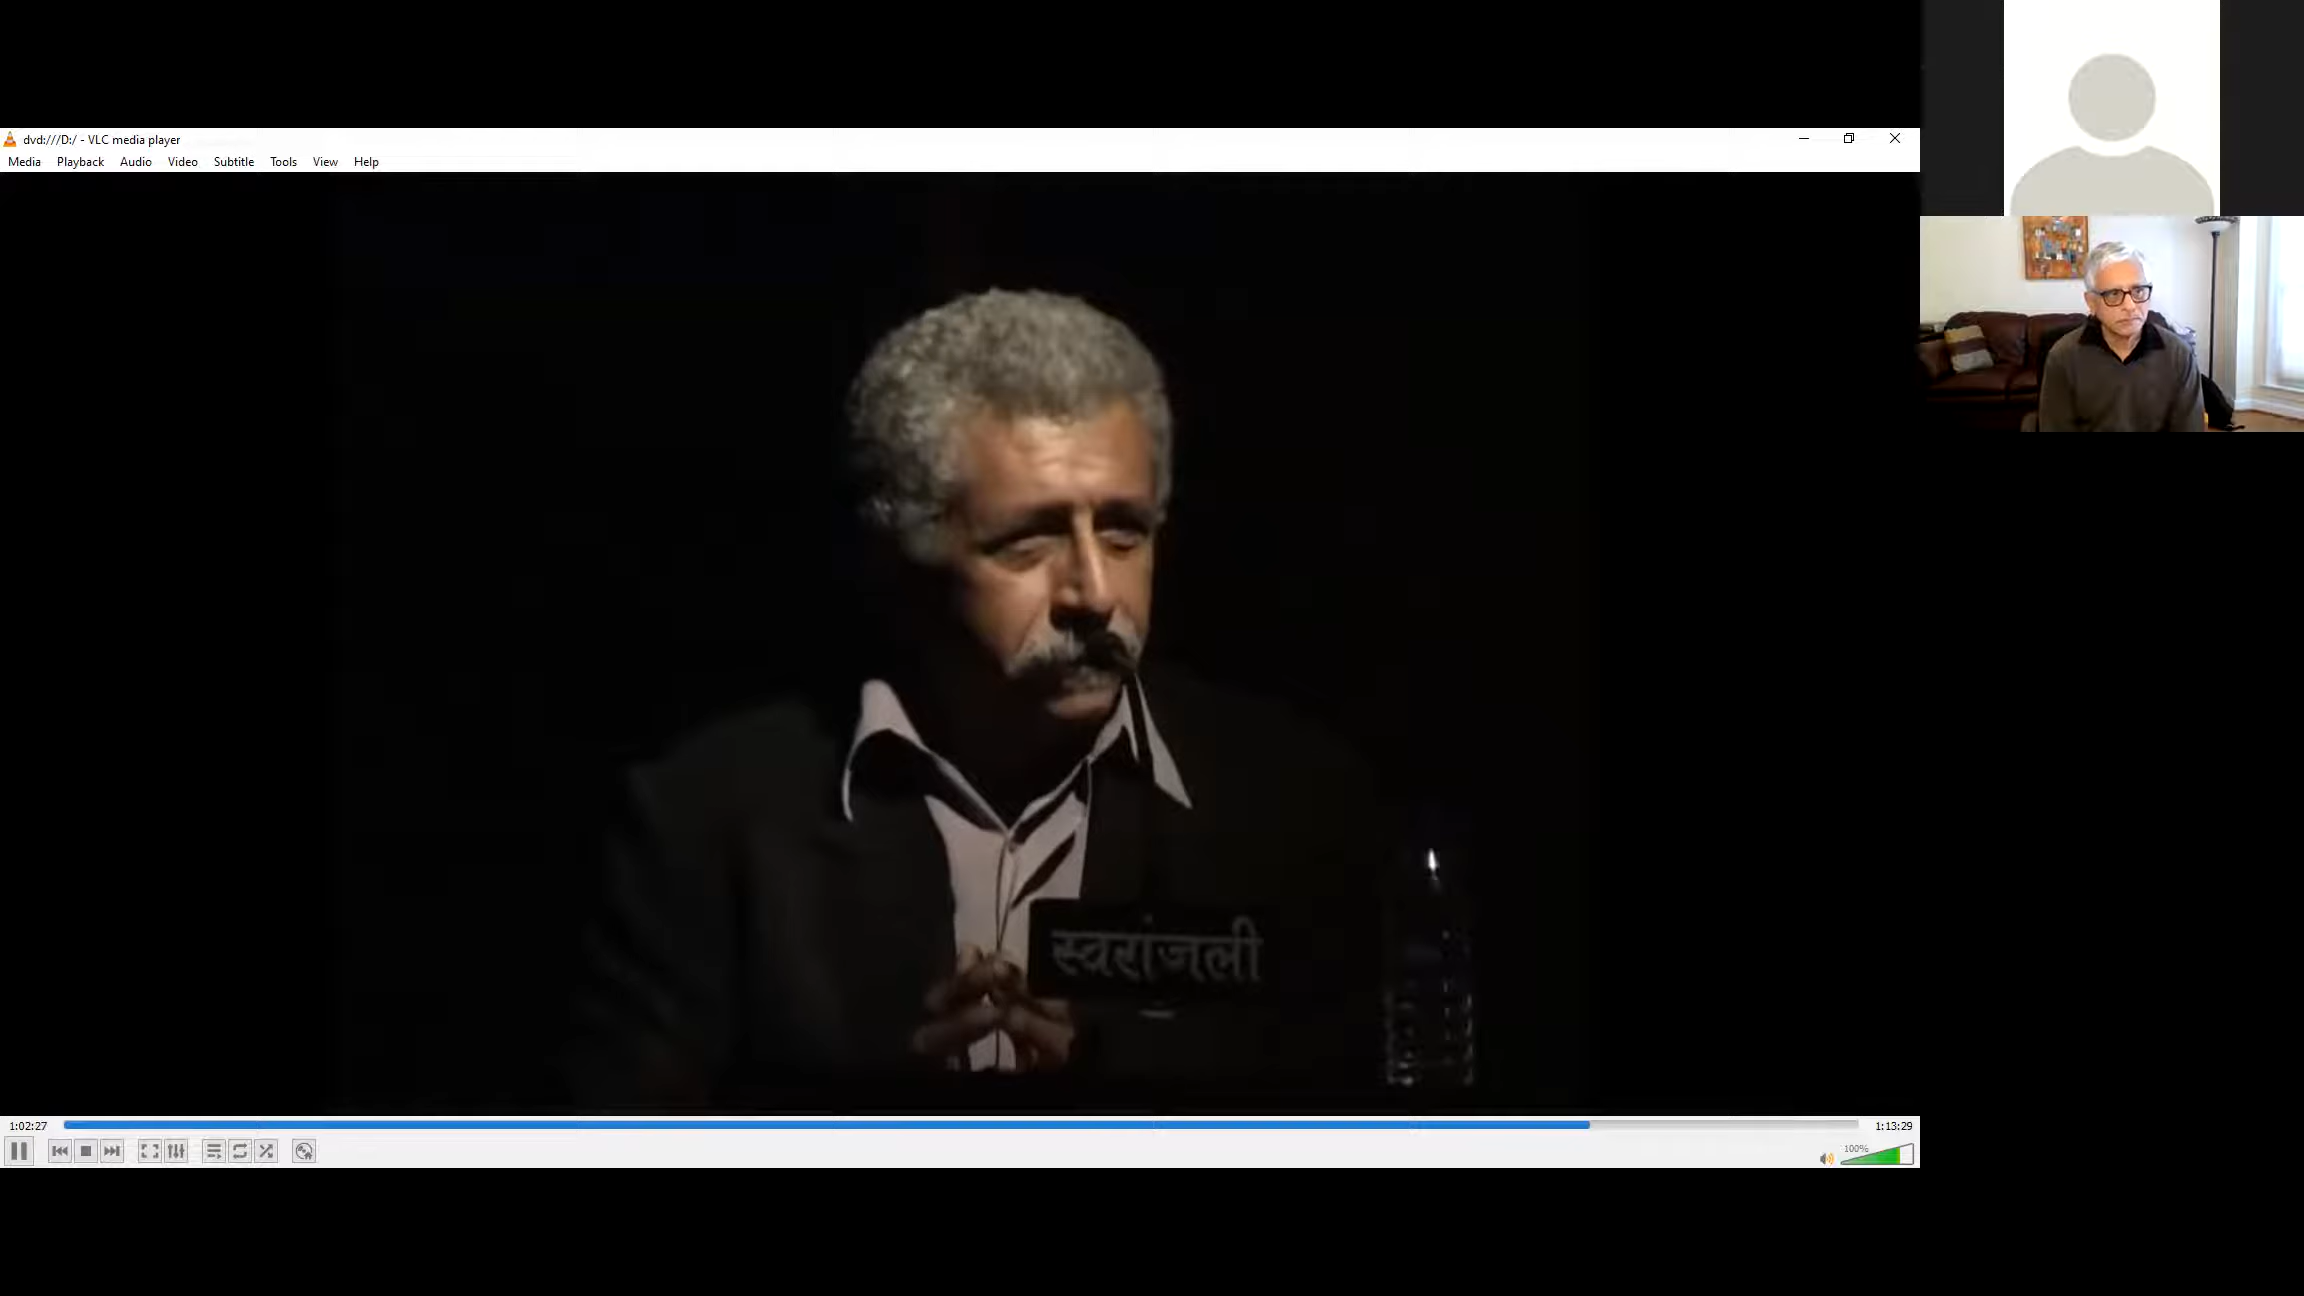 dvd:///D:/ - VLC media player
Media Playback Audio Video Subtitle Tools View Help
स्वरांजली
1:02:27
1:13:29
100%